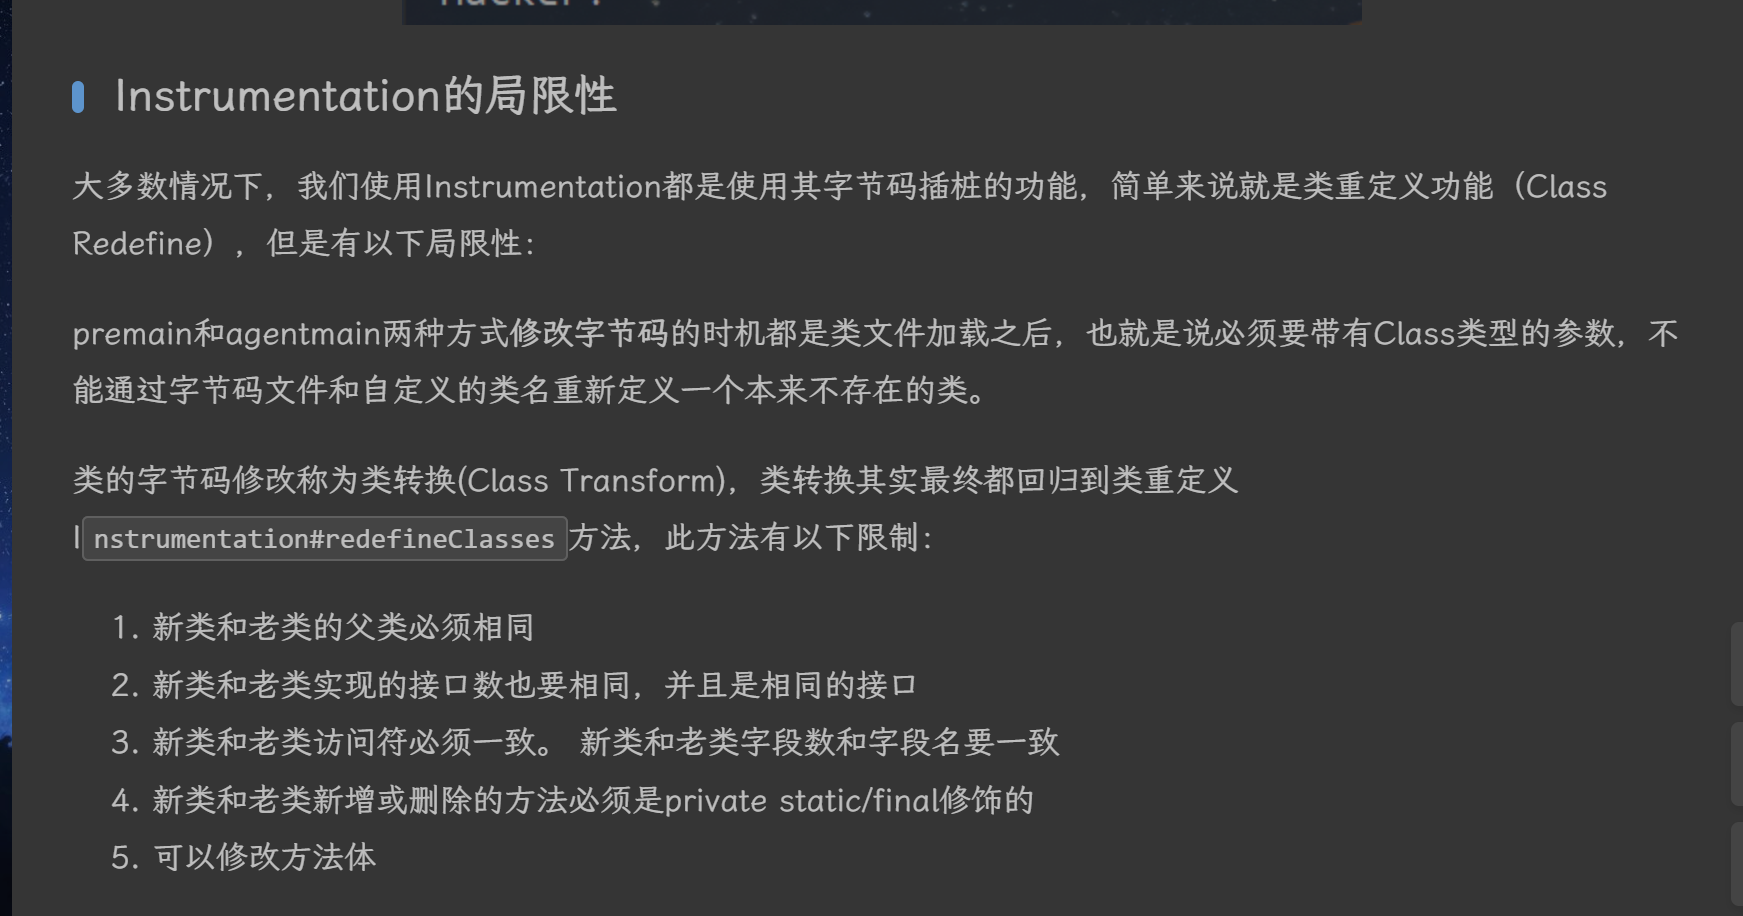 Instrumentation的局限性
大多数情况下，我们使用Instrumentation都是使用其字节码插桩的功能，简单来说就是类重定义功能（Class
Redefine），但是有以下局限性：
premain和agentmain两种方式修改字节码的时机都是类文件加载之后，也就是说必须要带有Class类型的参数，不
能通过字节码文件和自定义的类名重新定义一个本来不存在的类。
类的字节码修改称为类转换(Class Transform)，类转换其实最终都回归到类重定义
Instrumentation#redefineClasses方法，此方法有以下限制：
1. 新类和老类的父类必须相同
2. 新类和老类实现的接口数也要相同，并且是相同的接口
3. 新类和老类访问符必须一致。 新类和老类字段数和字段名要一致
4. 新类和老类新增或删除的方法必须是private static/final修饰的
5. 可以修改方法体